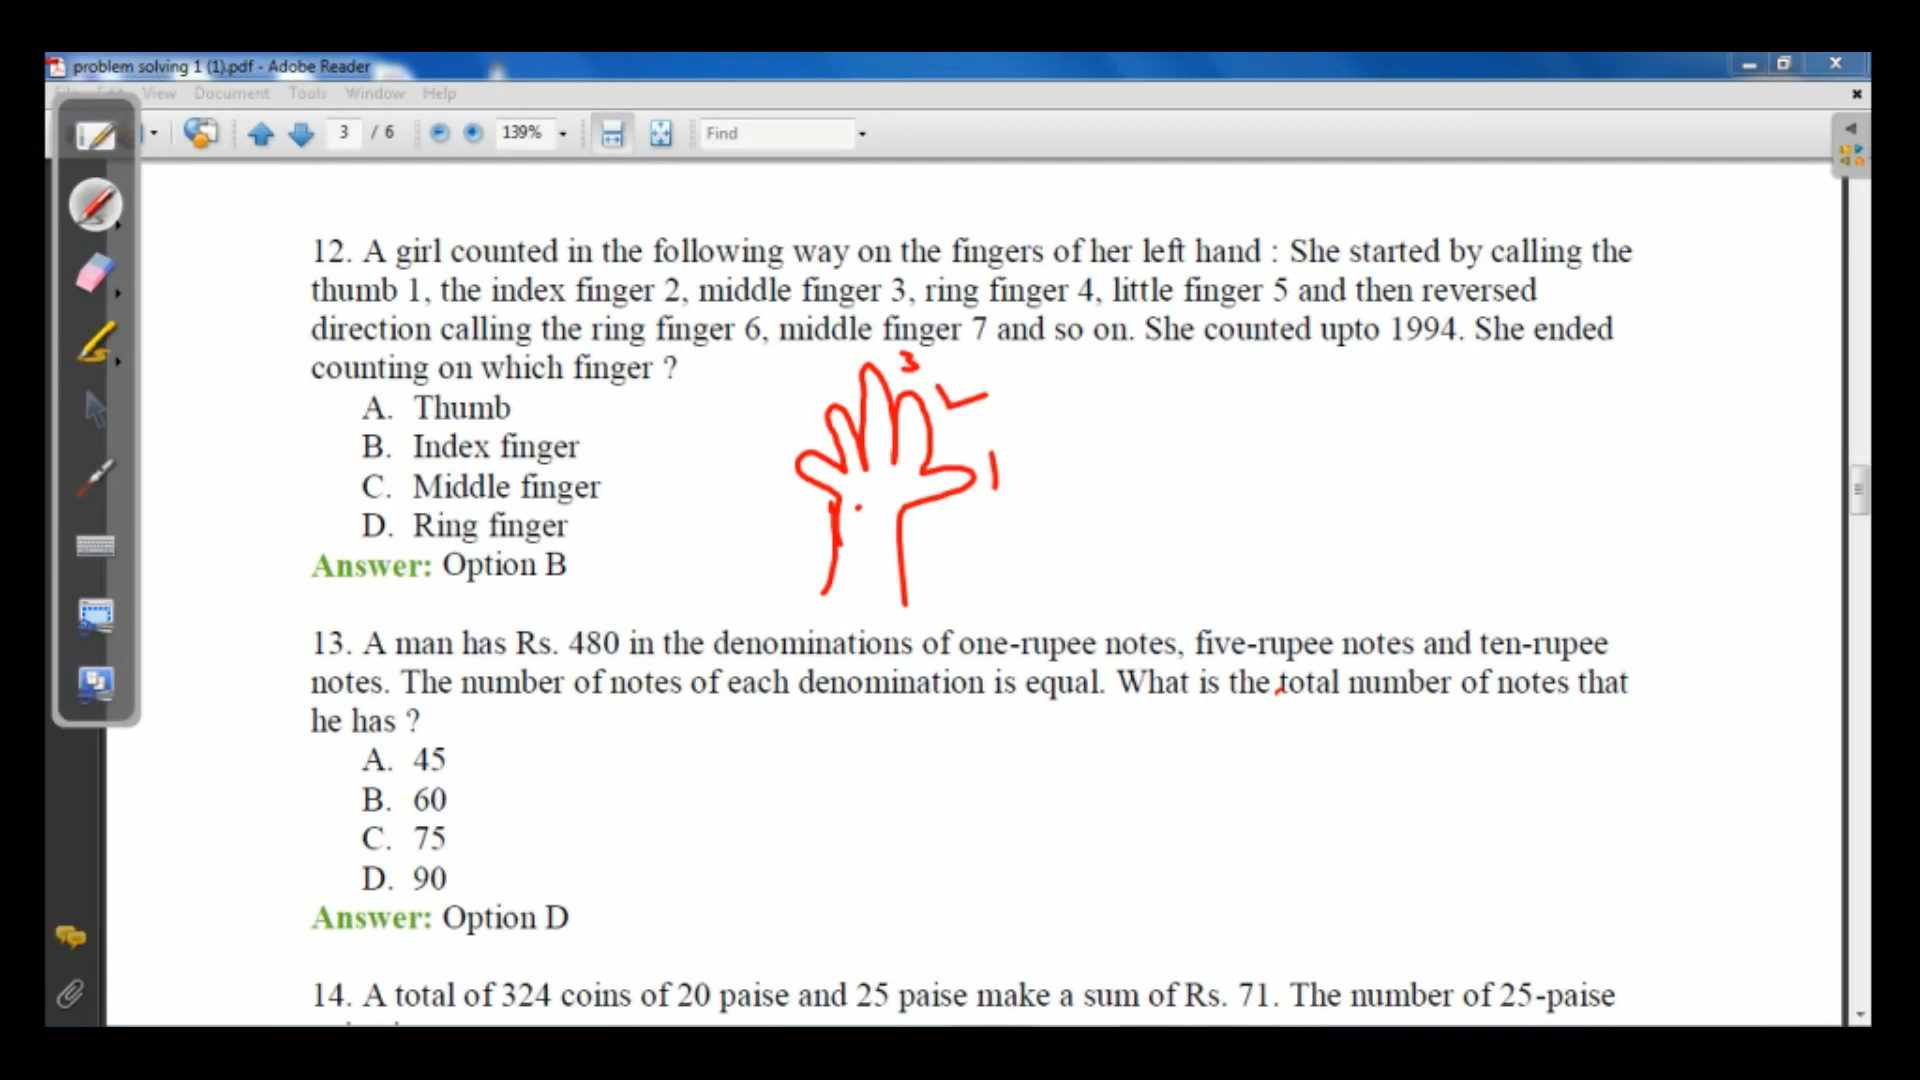 problem solving 1 (1).pdf - Adobe Reader
View Document Tools Window Help
3 / 6 139% Find
12. A girl counted in the following way on the fingers of her left hand : She started by calling the
thumb 1, the index finger 2, middle finger 3, ring finger 4, little finger 5 and then reversed
direction calling the ring finger 6, middle finger 7 and so on. She counted upto 1994. She ended
counting on which finger ?
3
A. Thumb
B. Index finger
1
C. Middle finger
D. Ring finger
Answer: Option B
13. A man has Rs. 480 in the denominations of one-rupee notes, five-rupee notes and ten-rupee
notes. The number of notes of each denomination is equal. What is the total number of notes that
he has ?
A. 45
B. 60
C. 75
D. 90
Answer: Option D
14. A total of 324 coins of 20 paise and 25 paise make a sum of Rs. 71. The number of 25-paise